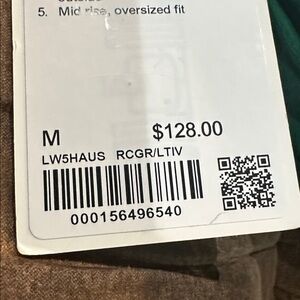 5. Mid rise, oversized fit
M $128.00
LW5HAUS RCGR/LTIV
000156496540